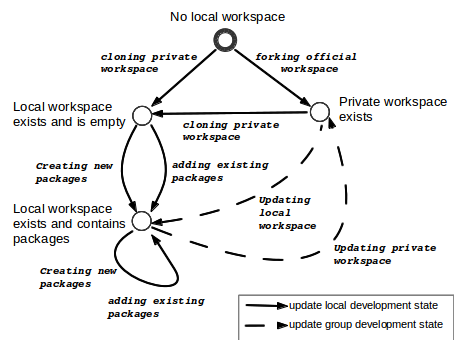 No local workspace
cloning private
workspace
forking official
workspace
Local workspace
exists and is empty
Private workspace
exists
cloning private
workspace
Creating new
packages
adding existing
packages
Local workspace
exists and contains
packages
Updating
local
workspace
Updating private
workspace
Creating new
packages
adding existing
packages
update local development state
update group development state